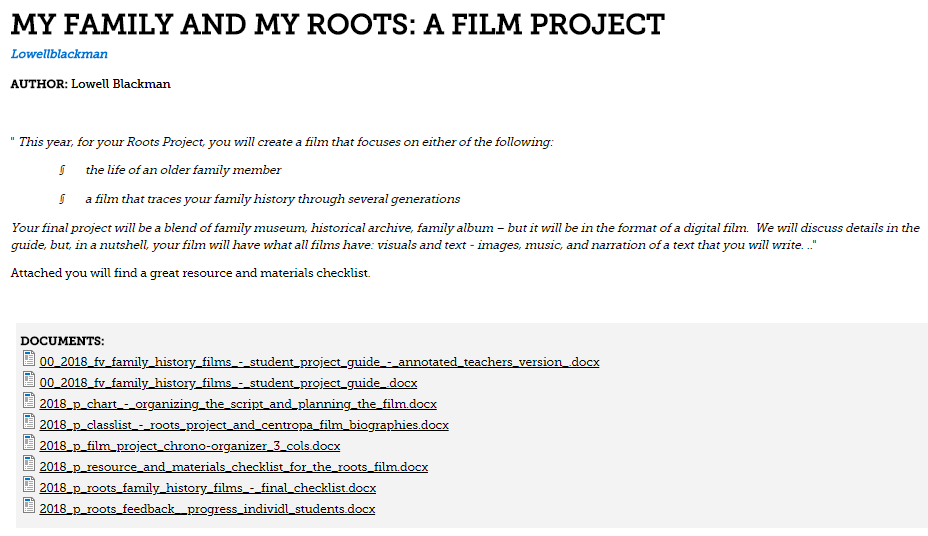 MY FAMILY AND MY ROOTS: A FILM PROJECT
Lowellblackman
AUTHOR: Lowell Blackman
" This year, for your Roots Project, you will create a film that focuses on either of the following:
§ the life of an older family member
§ a film that traces your family history through several generations
Your final project will be a blend of family museum, historical archive, family album – but it will be in the format of a digital film. We will discuss details in the
guide, but, in a nutshell, your film will have what all films have: visuals and text - images, music, and narration of a text that you will write. .."
Attached you will find a great resource and materials checklist.
DOCUMENTS:
00_2018_fv_family_history_films_-_student_project_guide_-_annotated_teachers_version_.docx
00_2018_fv_family_history_films_-_student_project_guide_.docx
2018_p_chart_-_organizing_the_script_and_planning_the_film.docx
2018_p_classlist_-_roots_project_and_centropa_film_biographies.docx
2018_p_film_project_chrono-organizer_3_cols.docx
2018_p_resource_and_materials_checklist_for_the_roots_film.docx
2018_p_roots_family_history_films_-_final_checklist.docx
2018_p_roots_feedback__progress_individl_students.docx